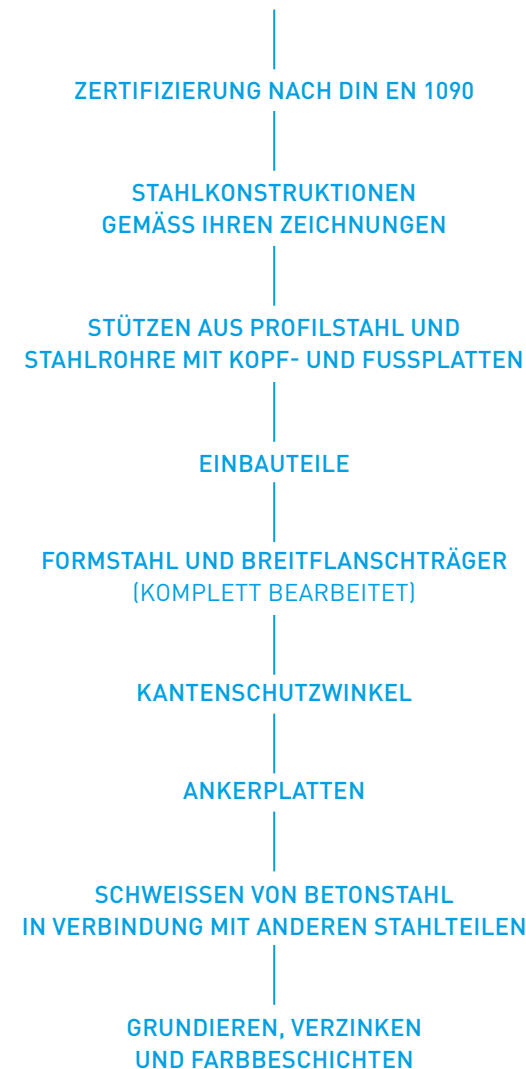 ZERTIFIZIERUNG NACH DIN EN 1090
STAHLKONSTRUKTIONEN
GEMÄSS IHREN ZEICHNUNGEN
STÜTZEN AUS PROFILSTAHL UND
STAHLROHRE MIT KOPF- UND FUSSPLATTEN
EINBAUTEILE
FORMSTAHL UND BREITFLANSCHTRÄGER
(KOMPLETT BEARBEITET)
KANTENSCHUTZWINKEL
ANKERPLATTEN
SCHWEISSEN VON BETONSTAHL
IN VERBINDUNG MIT ANDEREN STAHLTEILEN
GRUNDIEREN, VERZINKEN
UND FARBBESCHICHTEN